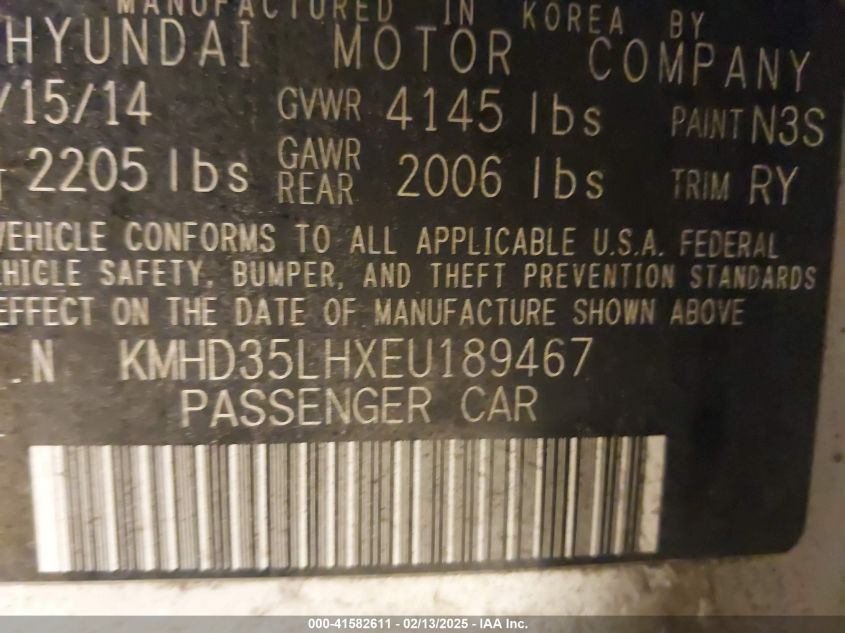 MANUFACTURED IN KOREA BY
HYUNDAI MOTOR COMPANY
/15/14 GVWR 4145 lbs PAINT N3S
2205 lbs GAWR REAR 2006 lbs TRIM RY
VEHICLE CONFORMS TO ALL APPLICABLE U.S.A. FEDERAL
HICLE SAFETY, BUMPER, AND THEFT PREVENTION STANDARDS
EFFECT ON THE DATE OF MANUFACTURE SHOWN ABOVE
N KMHD35LHXEU189467
PASSENGER CAR
000-41582611 - 02/13/2025 - IAA Inc.